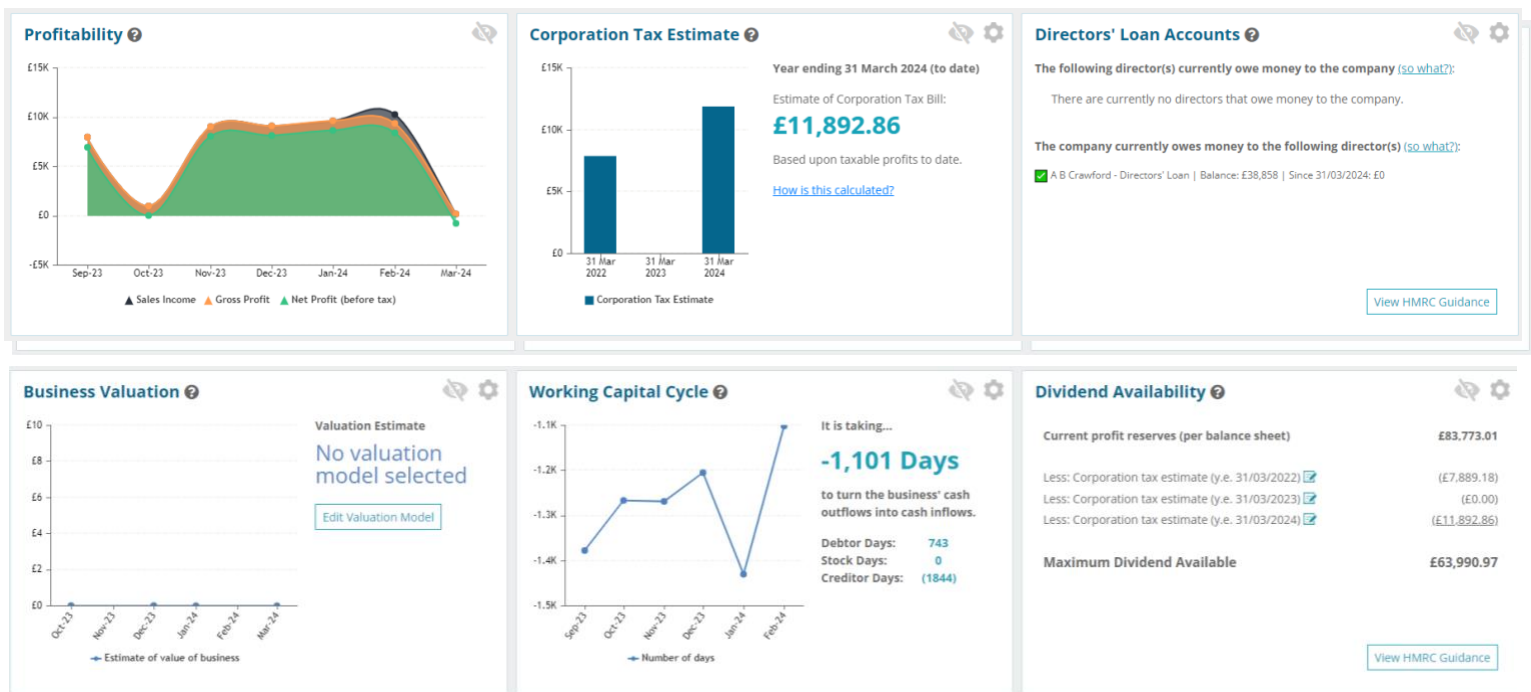 Profitability ?
£15K
£10K
£5K
£0
-£5K
Sep-23 Oct-23 Nov-23 Dec-23 Jan-24 Feb-24 Mar-24
Sales Income Gross Profit Net Profit (before tax)
Corporation Tax Estimate ?
£15K
£10K
£5K
£0
31 Mar 2022
31 Mar 2023
31 Mar 2024
Corporation Tax Estimate
Year ending 31 March 2024 (to date)
Estimate of Corporation Tax Bill:
£11,892.86
Based upon taxable profits to date.
How is this calculated?
Directors' Loan Accounts ?
The following director(s) currently owe money to the company (so what?):
There are currently no directors that owe money to the company.
The company currently owes money to the following director(s) (so what?):
A B Crawford - Directors' Loan | Balance: £38,858 | Since 31/03/2024: £0
View HMRC Guidance
Business Valuation ?
£10
£8
£6
£4
£2
£0
Oct-23 Nov-23 Dec-23 Jan-24 Feb-24 Mar-24
Estimate of value of business
Valuation Estimate
No valuation
model selected
Edit Valuation Model
Working Capital Cycle ?
-1.1K
-1.2K
-1.3K
-1.4K
-1.5K
Sep-23 Oct-23 Nov-23 Dec-23 Jan-24 Feb-24
Number of days
It is taking...
-1,101 Days
to turn the business' cash
outflows into cash inflows.
Debtor Days: 743
Stock Days: 0
Creditor Days: (1844)
Dividend Availability ?
Current profit reserves (per balance sheet) £83,773.01
Less: Corporation tax estimate (y.e. 31/03/2022) (£7,889.18)
Less: Corporation tax estimate (y.e. 31/03/2023) (£0.00)
Less: Corporation tax estimate (y.e. 31/03/2024) (£11,892.86)
Maximum Dividend Available £63,990.97
View HMRC Guidance